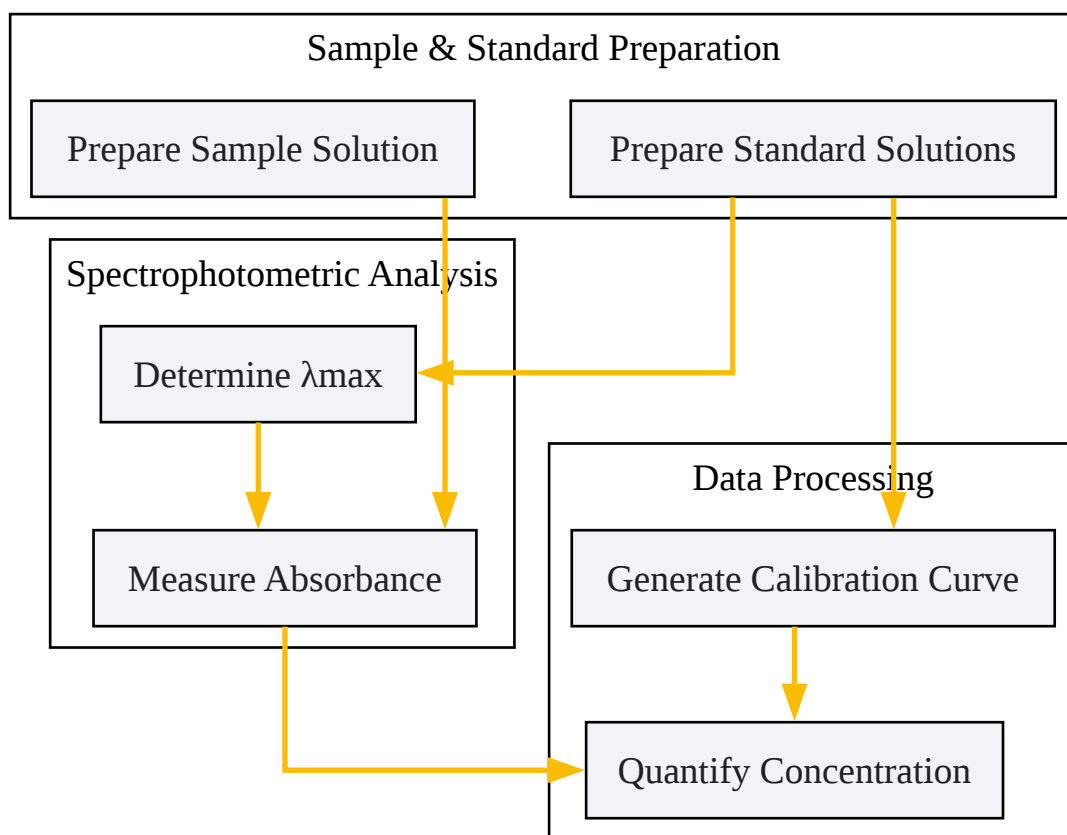 Sample & Standard Preparation
Prepare Sample Solution
Prepare Standard Solutions
Spectrophotometric Analysis
Determine λmax
Measure Absorbance
Data Processing
Generate Calibration Curve
Quantify Concentration